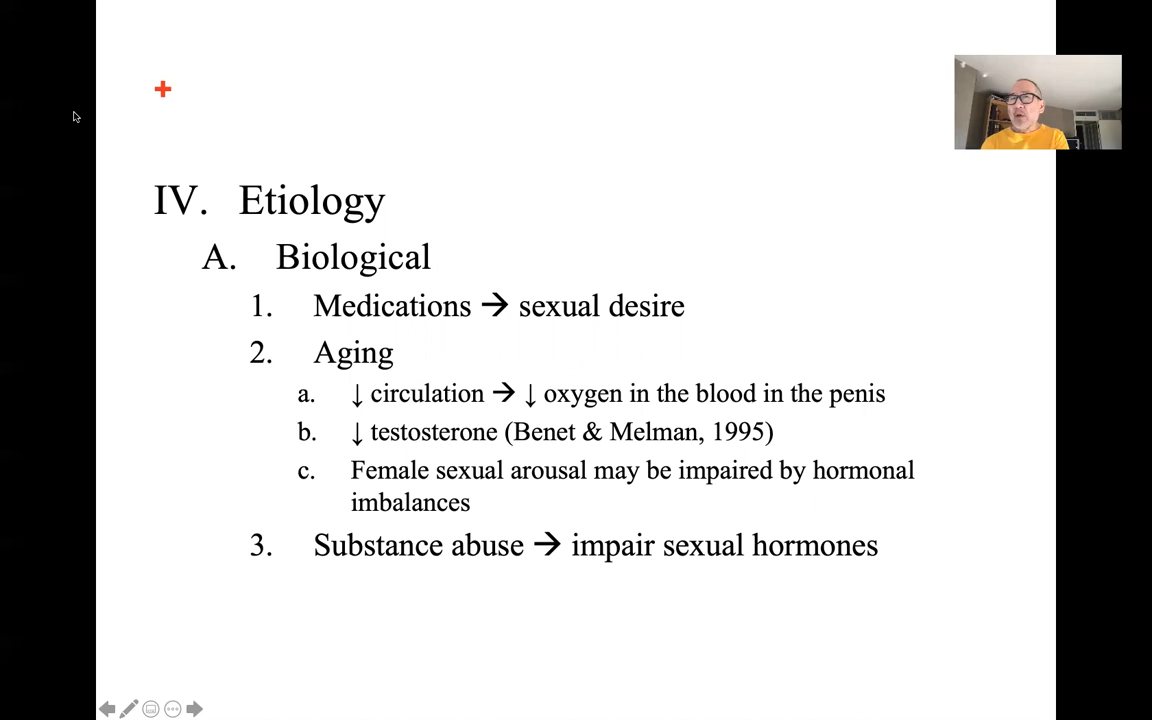 IV. Etiology
A. Biological
1. Medications → sexual desire
2. Aging
a. ↓ circulation → ↓ oxygen in the blood in the penis
b. ↓ testosterone (Benet & Melman, 1995)
c. Female sexual arousal may be impaired by hormonal
imbalances
3. Substance abuse → impair sexual hormones